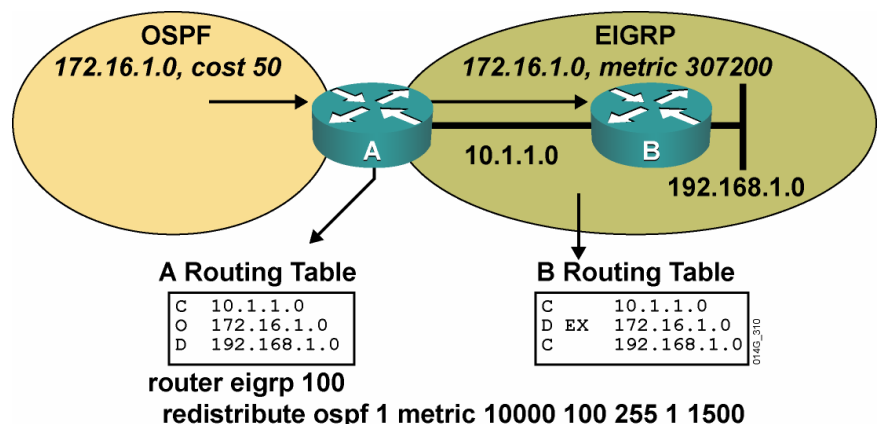 OSPF
172.16.1.0, cost 50
EIGRP
172.16.1.0, metric 307200
A
10.1.1.0
B
192.168.1.0
A Routing Table
C 10.1.1.0
O 172.16.1.0
D 192.168.1.0
B Routing Table
C 10.1.1.0
D EX 172.16.1.0
C 192.168.1.0
014G_310
router eigrp 100
redistribute ospf 1 metric 10000 100 255 1 1500